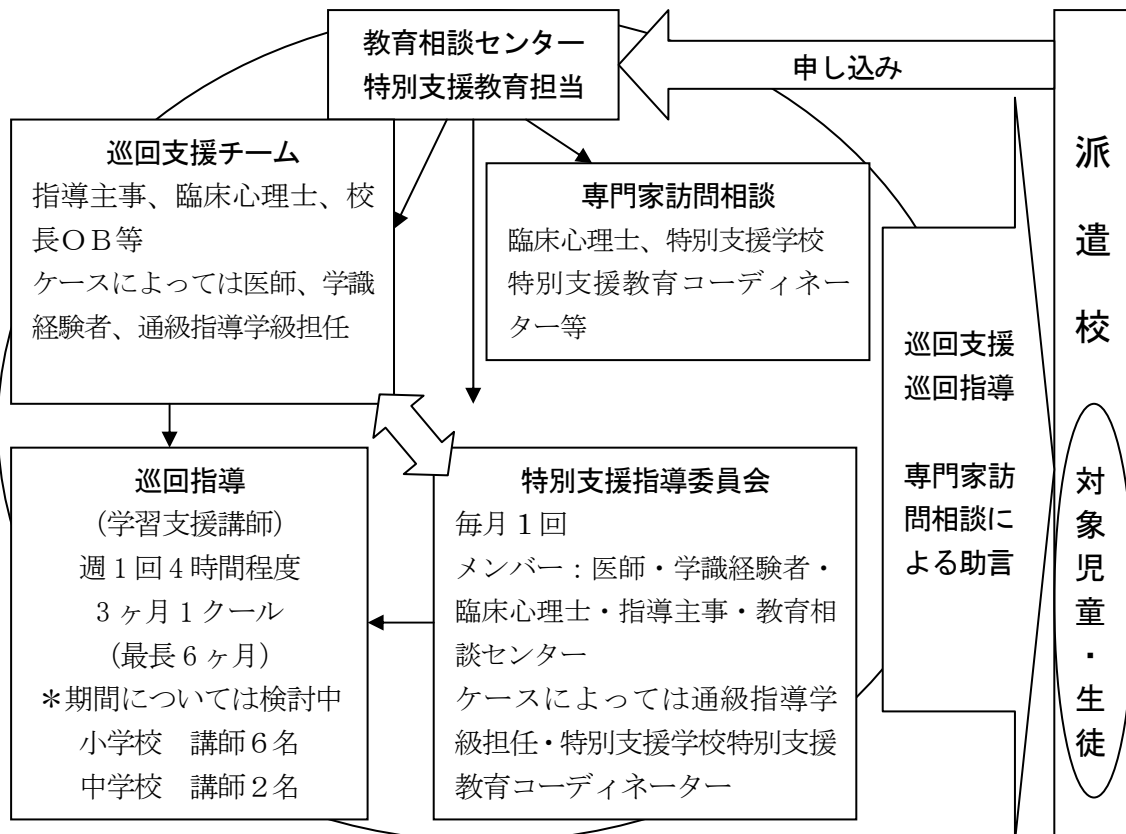 教育相談センター
特別支援教育担当
申し込み
巡回支援チーム
指導主事、臨床心理士、校
長ＯＢ等
ケースによっては医師、学識
経験者、通級指導学級担任
専門家訪問相談
臨床心理士、特別支援学校
特別支援教育コーディネー
ター等
巡回指導
(学習支援講師)
週１回４時間程度
３ヶ月１クール
(最長６ヶ月)
＊期間については検討中
小学校　講師６名
中学校　講師２名
特別支援指導委員会
毎月１回
メンバー：医師・学識経験者・
臨床心理士・指導主事・教育相
談センター
ケースによっては通級指導学
級担任・特別支援学校特別支援
教育コーディネーター
巡回支援
巡回指導
専門家訪
問相談に
よる助言
派遣校
対象児童・生徒